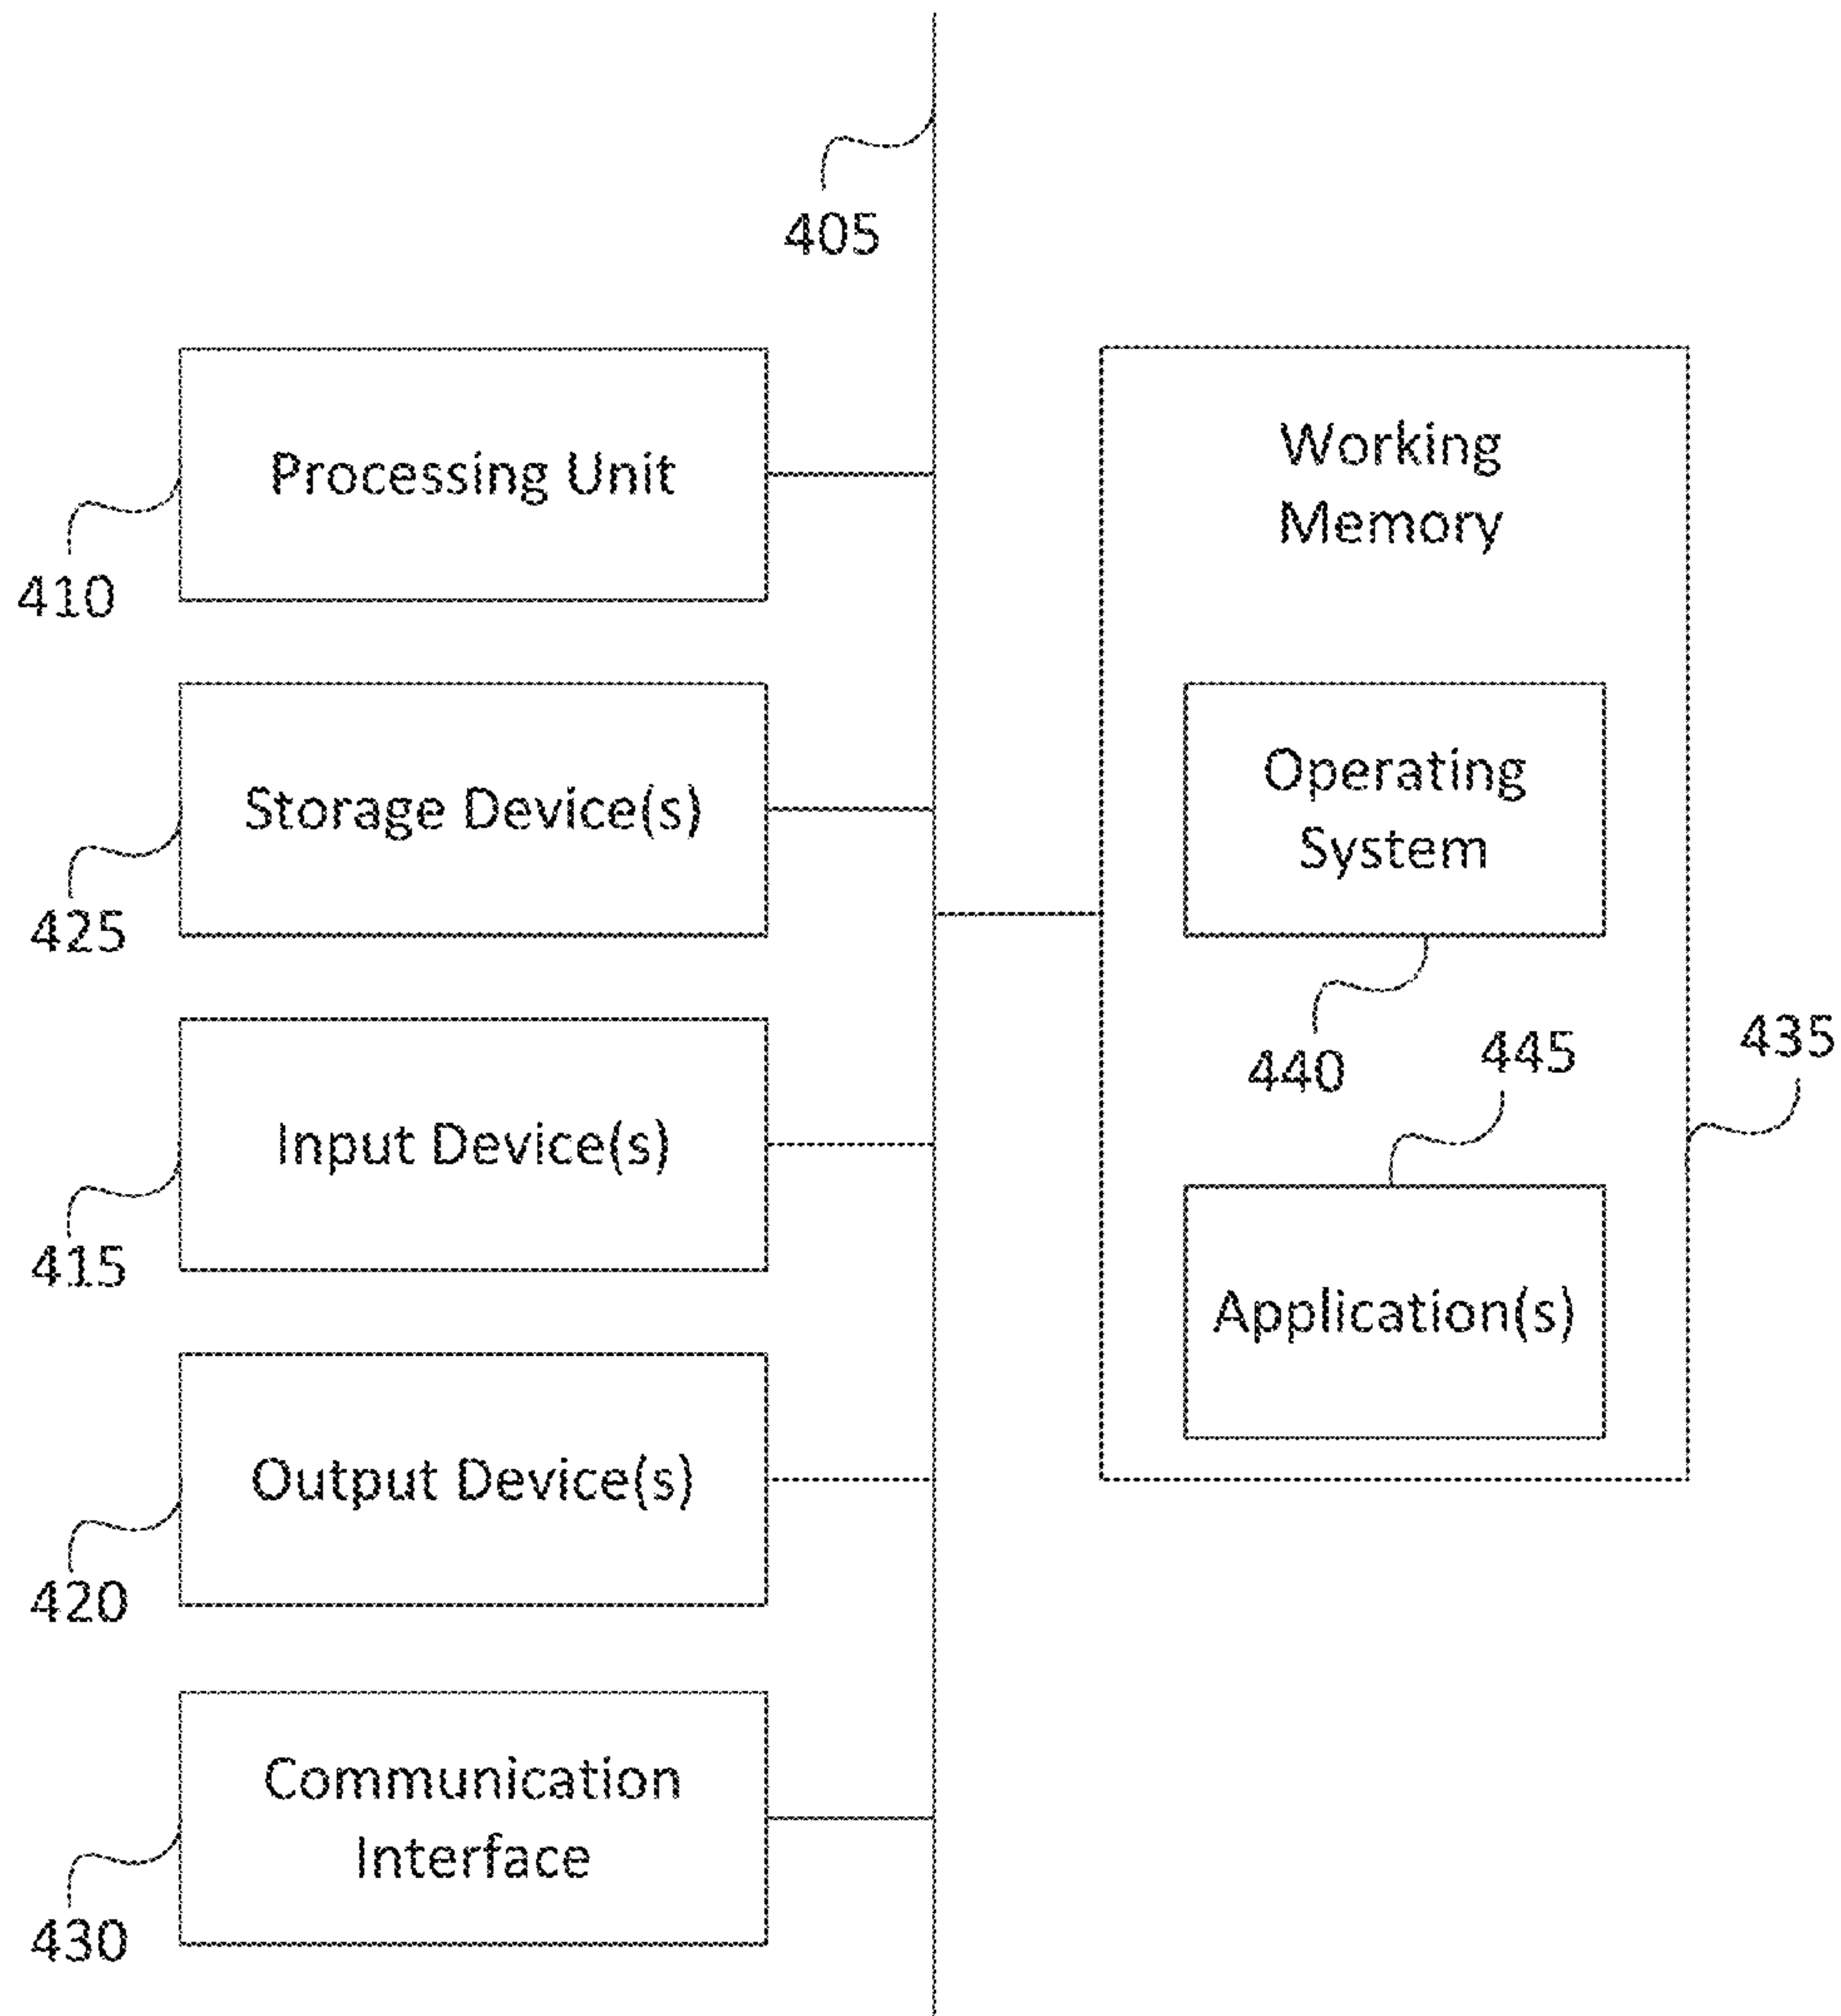 405
Processing Unit
410
Storage Device(s)
425
Input Device(s)
415
Output Device(s)
420
Communication
Interface
430
Working
Memory
Operating
System
440
445
435
Application(s)